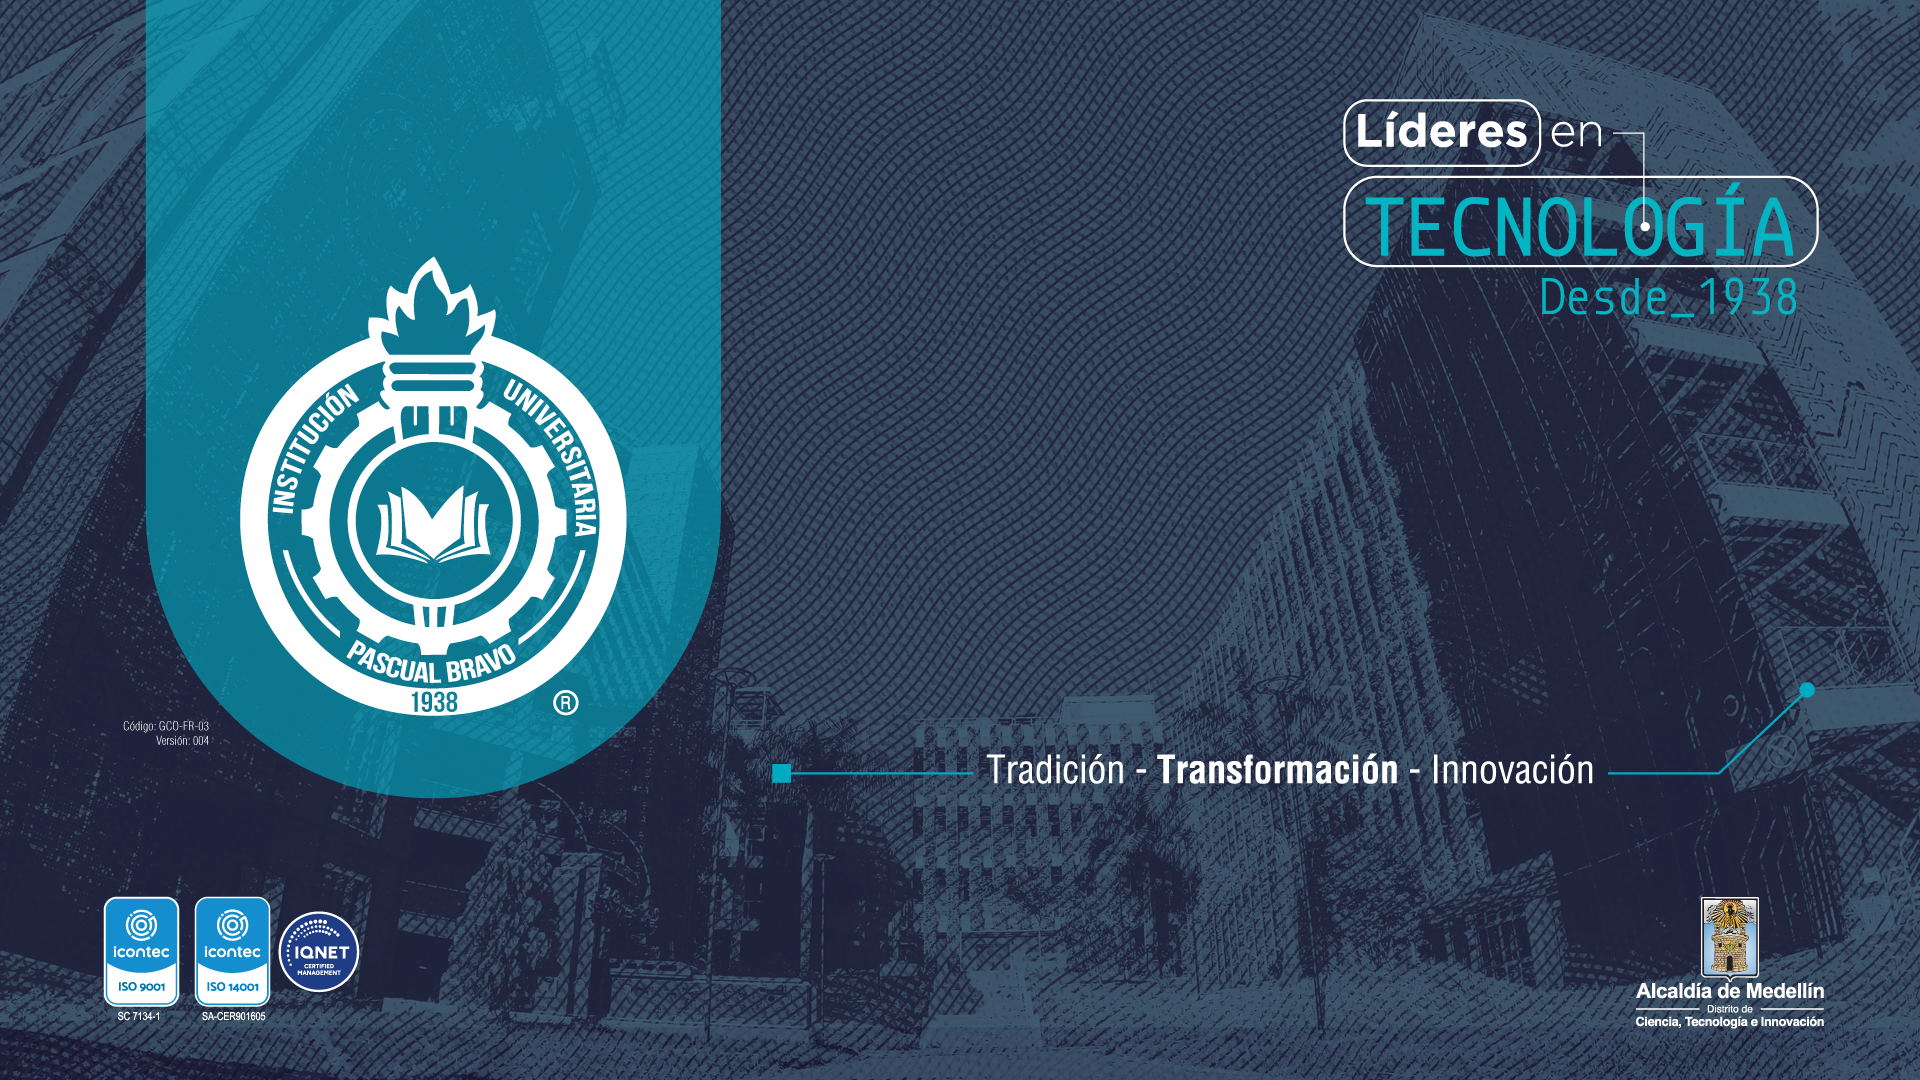 Líderes en
TECNOLOGÍA
Desde_1938
INSTITUCIÓN UNIVERSITARIA
PASCUAL BRAVO
1938
®
Código: GCO-FR-03
Versión: 004
Tradición - Transformación - Innovación
icontec
ISO 9001
SC 7134-1
icontec
ISO 14001
SA-CER901605
IQNET
CERTIFIED
MANAGEMENT
Alcaldía de Medellín
Distrito de
Ciencia, Tecnología e Innovación